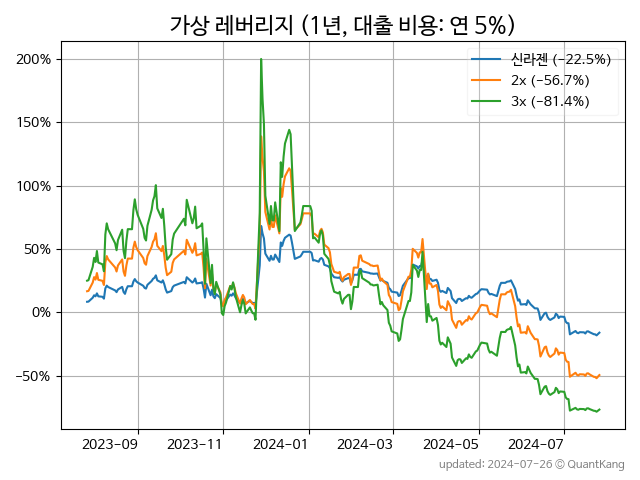 가상 레버리지 (1년, 대출 비용: 연 5%)
신라젠 (−22.5%)
2x (−56.7%)
3x (−81.4%)
200%
150%
100%
50%
0%
−50%
2023-09 2023-11 2024-01 2024-03 2024-05 2024-07
updated: 2024-07-26 © QuantKang